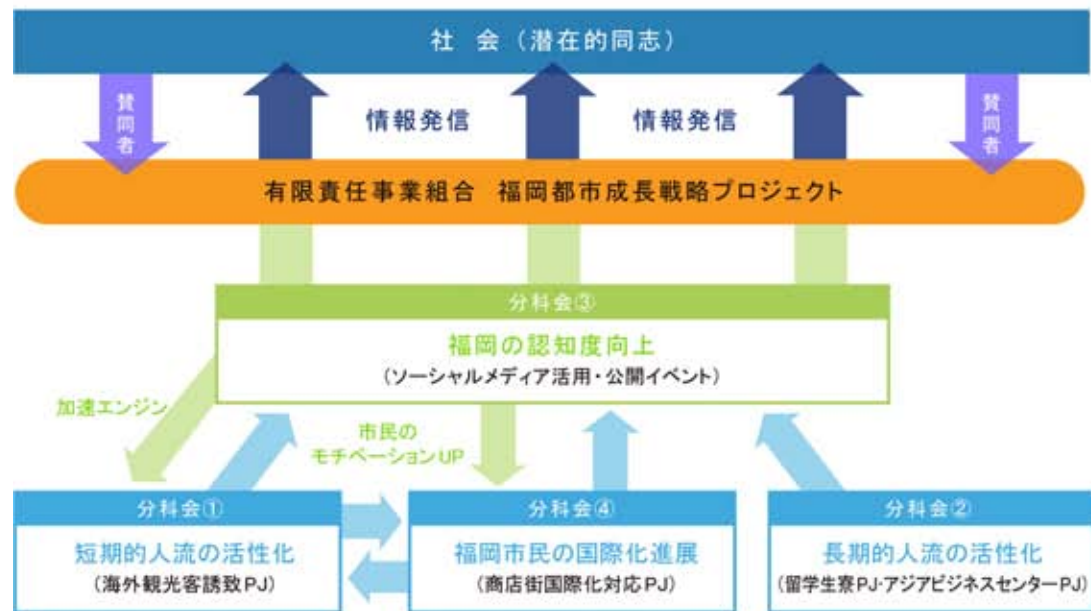 社 会（潜在的同志）
賛同者
情報発信
情報発信
賛同者
有限責任事業組合 福岡都市成長戦略プロジェクト
分科会③
福岡の認知度向上
（ソーシャルメディア活用・公開イベント）
加速エンジン
市民の
モチベーションUP
分科会①
短期的人流の活性化
（海外観光客誘致PJ）
分科会④
福岡市民の国際化進展
（商店街国際化対応PJ）
分科会②
長期的人流の活性化
（留学生寮PJ・アジアビジネスセンターPJ）